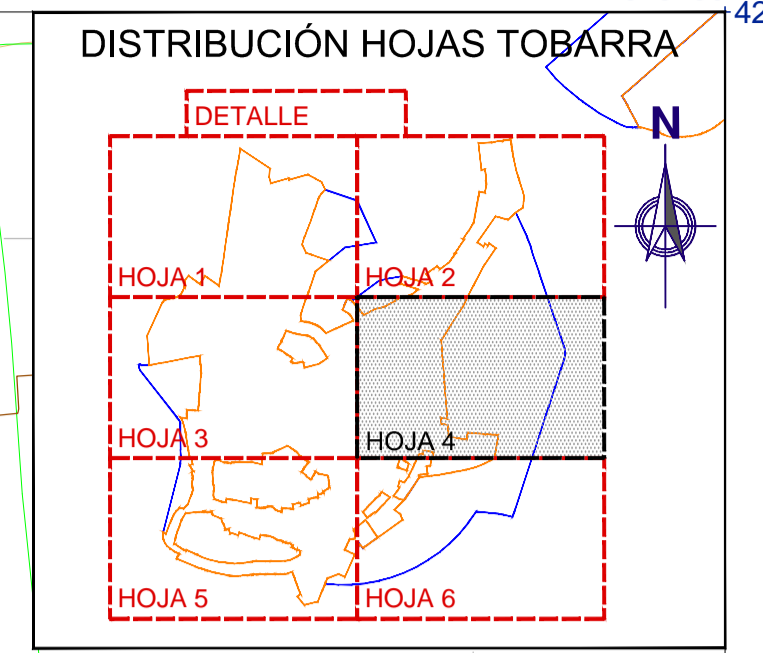 42
DISTRIBUCIÓN HOJAS TOBARRA
DETALLE
N
HOJA 1
HOJA 2
HOJA 3
HOJA 4
HOJA 5
HOJA 6